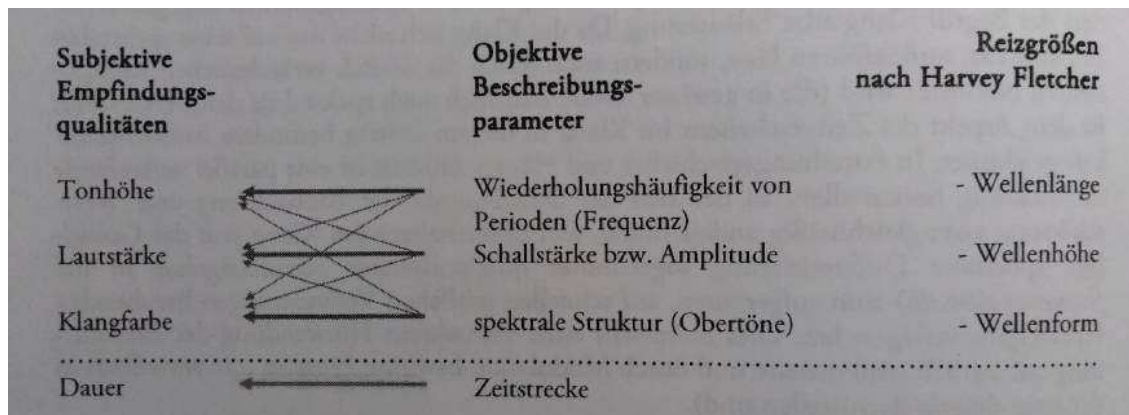 Subjektive
Empfindungs-
qualitäten
Objektive
Beschreibungs-
parameter
Reizgrößen
nach Harvey Fletcher
Tonhöhe
Wiederholungshäufigkeit von
Perioden (Frequenz)
- Wellenlänge
Lautstärke
Schallstärke bzw. Amplitude
- Wellenhöhe
Klangfarbe
spektrale Struktur (Obertöne)
- Wellenform
Dauer
Zeitstrecke